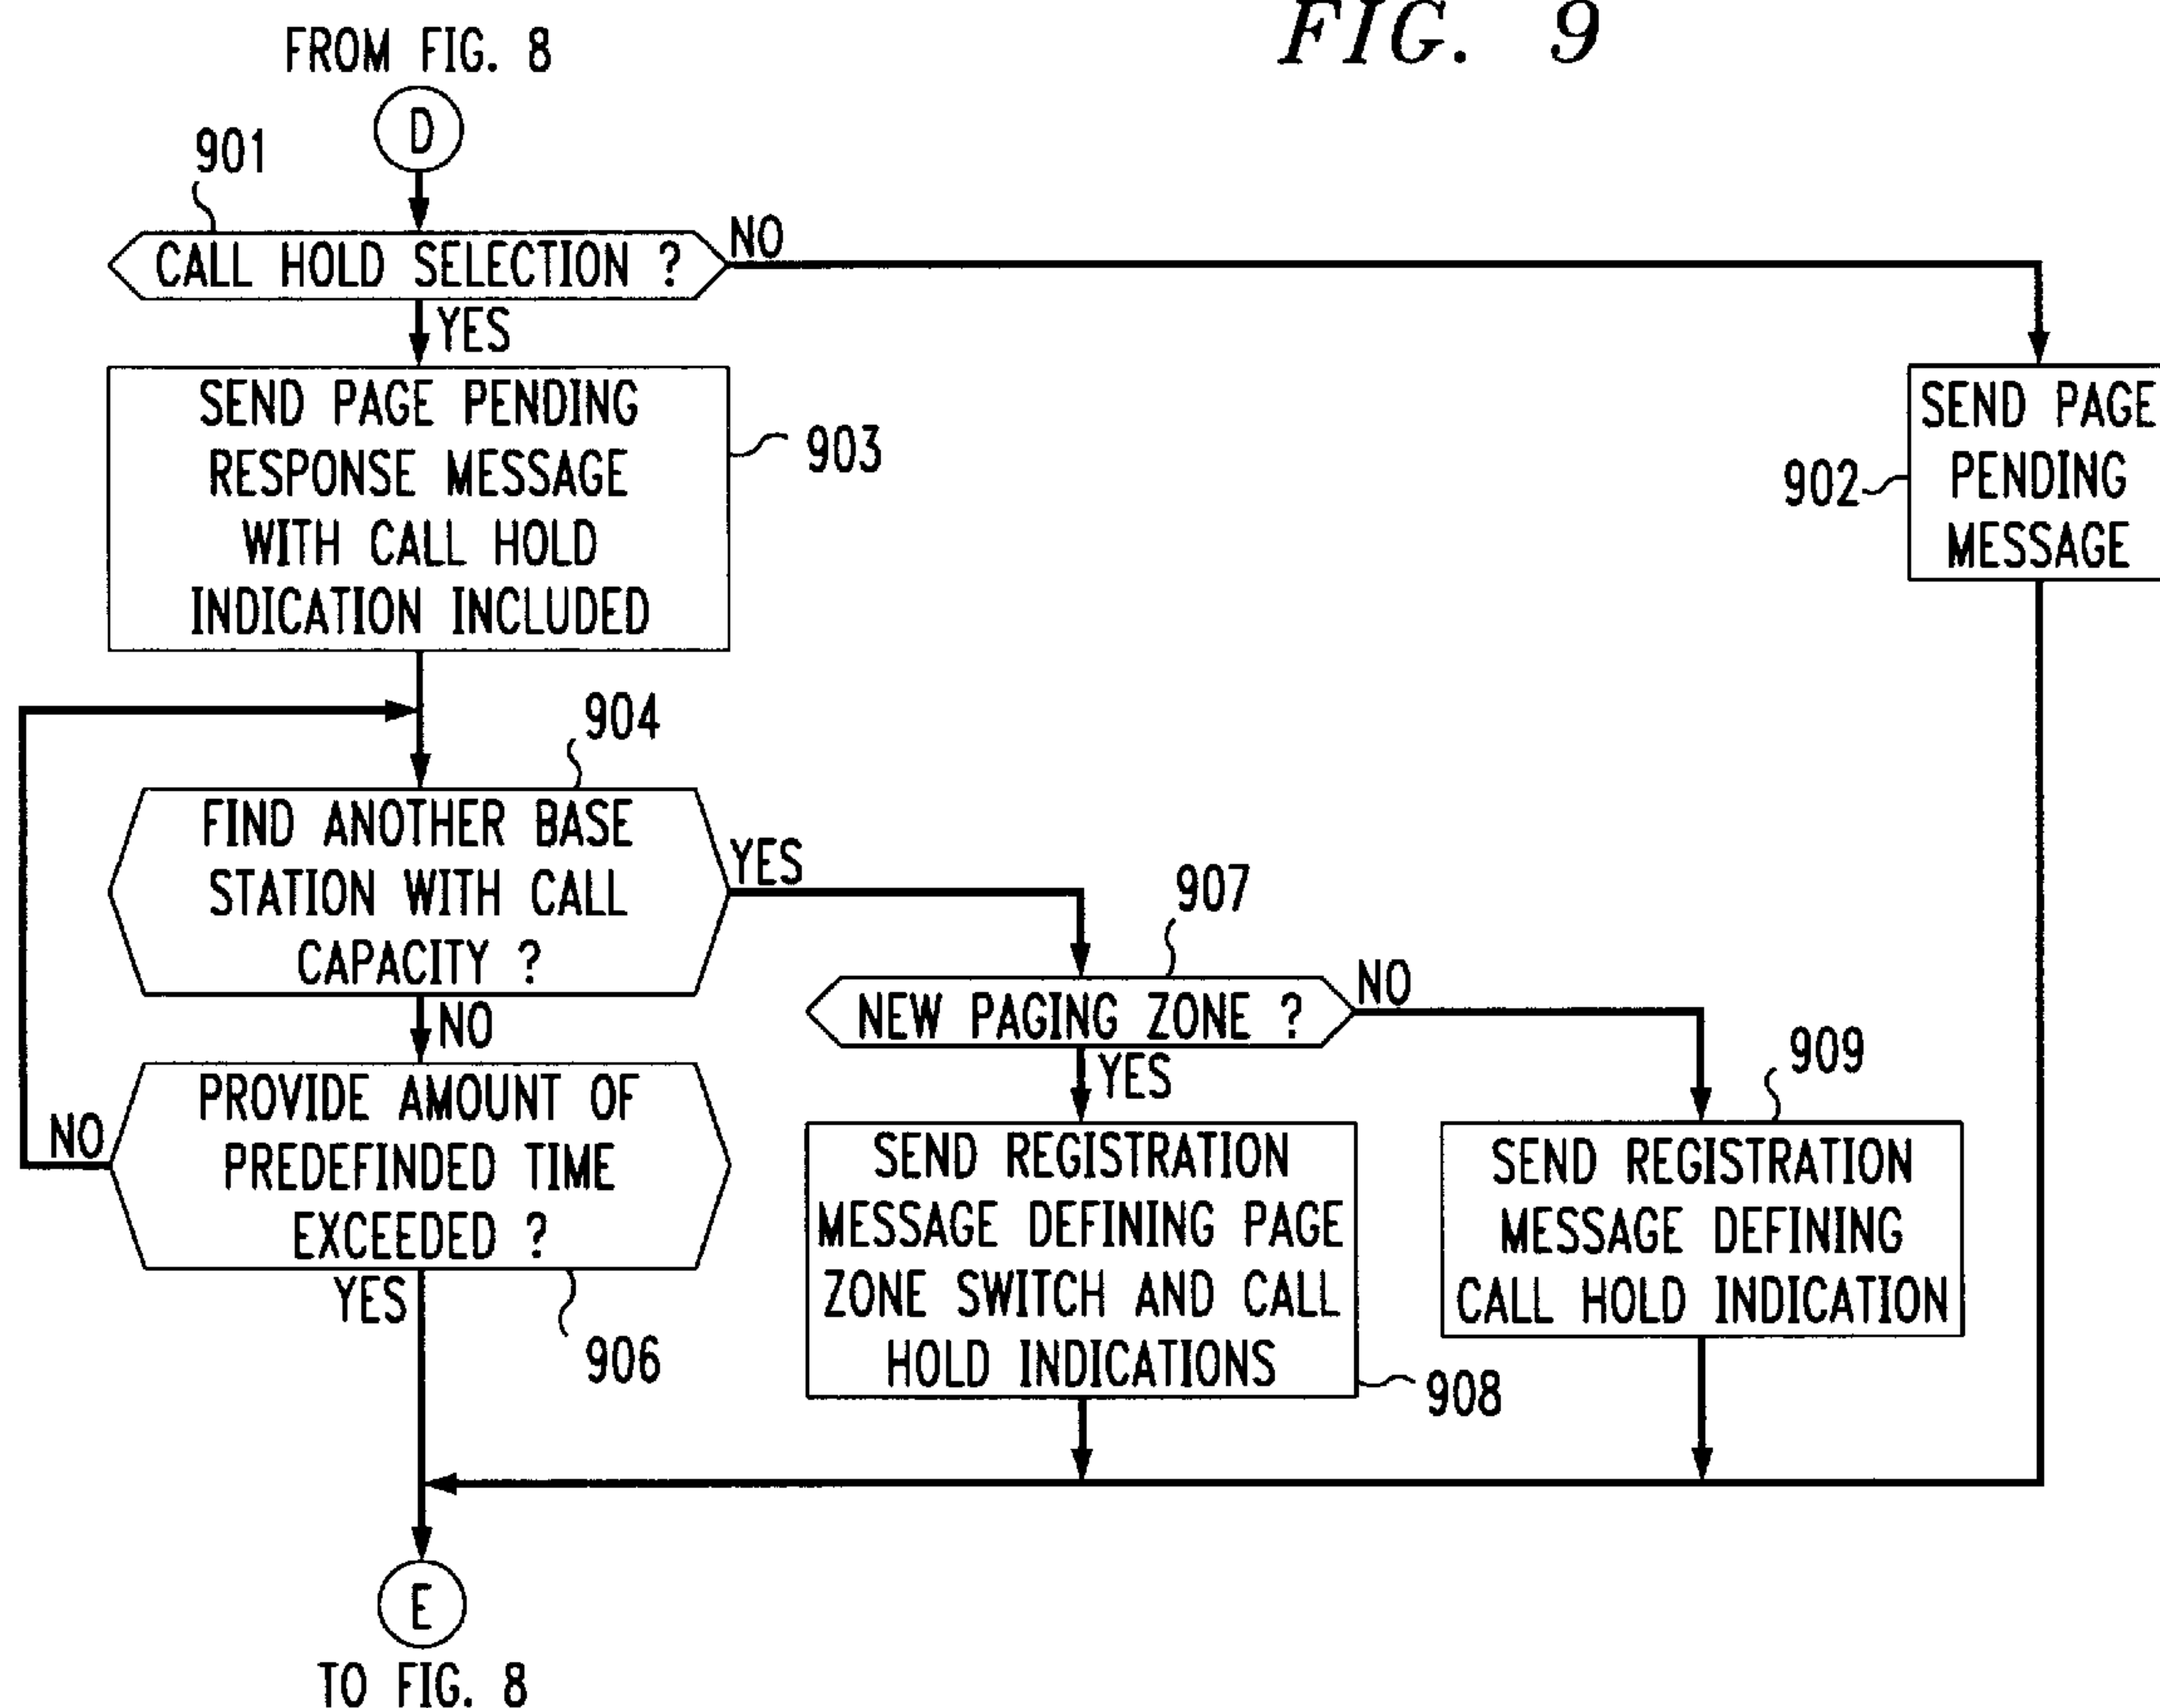 FIG. 9
FROM FIG. 8
D
901
CALL HOLD SELECTION ?
NO
YES
SEND PAGE PENDING
RESPONSE MESSAGE
WITH CALL HOLD
INDICATION INCLUDED
903
SEND PAGE
PENDING
MESSAGE
902
904
FIND ANOTHER BASE
STATION WITH CALL
CAPACITY ?
YES
NO
907
NEW PAGING ZONE ?
NO
YES
909
PROVIDE AMOUNT OF
PREDEFINDED TIME
EXCEEDED ?
NO
YES
906
SEND REGISTRATION
MESSAGE DEFINING PAGE
ZONE SWITCH AND CALL
HOLD INDICATIONS
908
SEND REGISTRATION
MESSAGE DEFINING
CALL HOLD INDICATION
E
TO FIG. 8